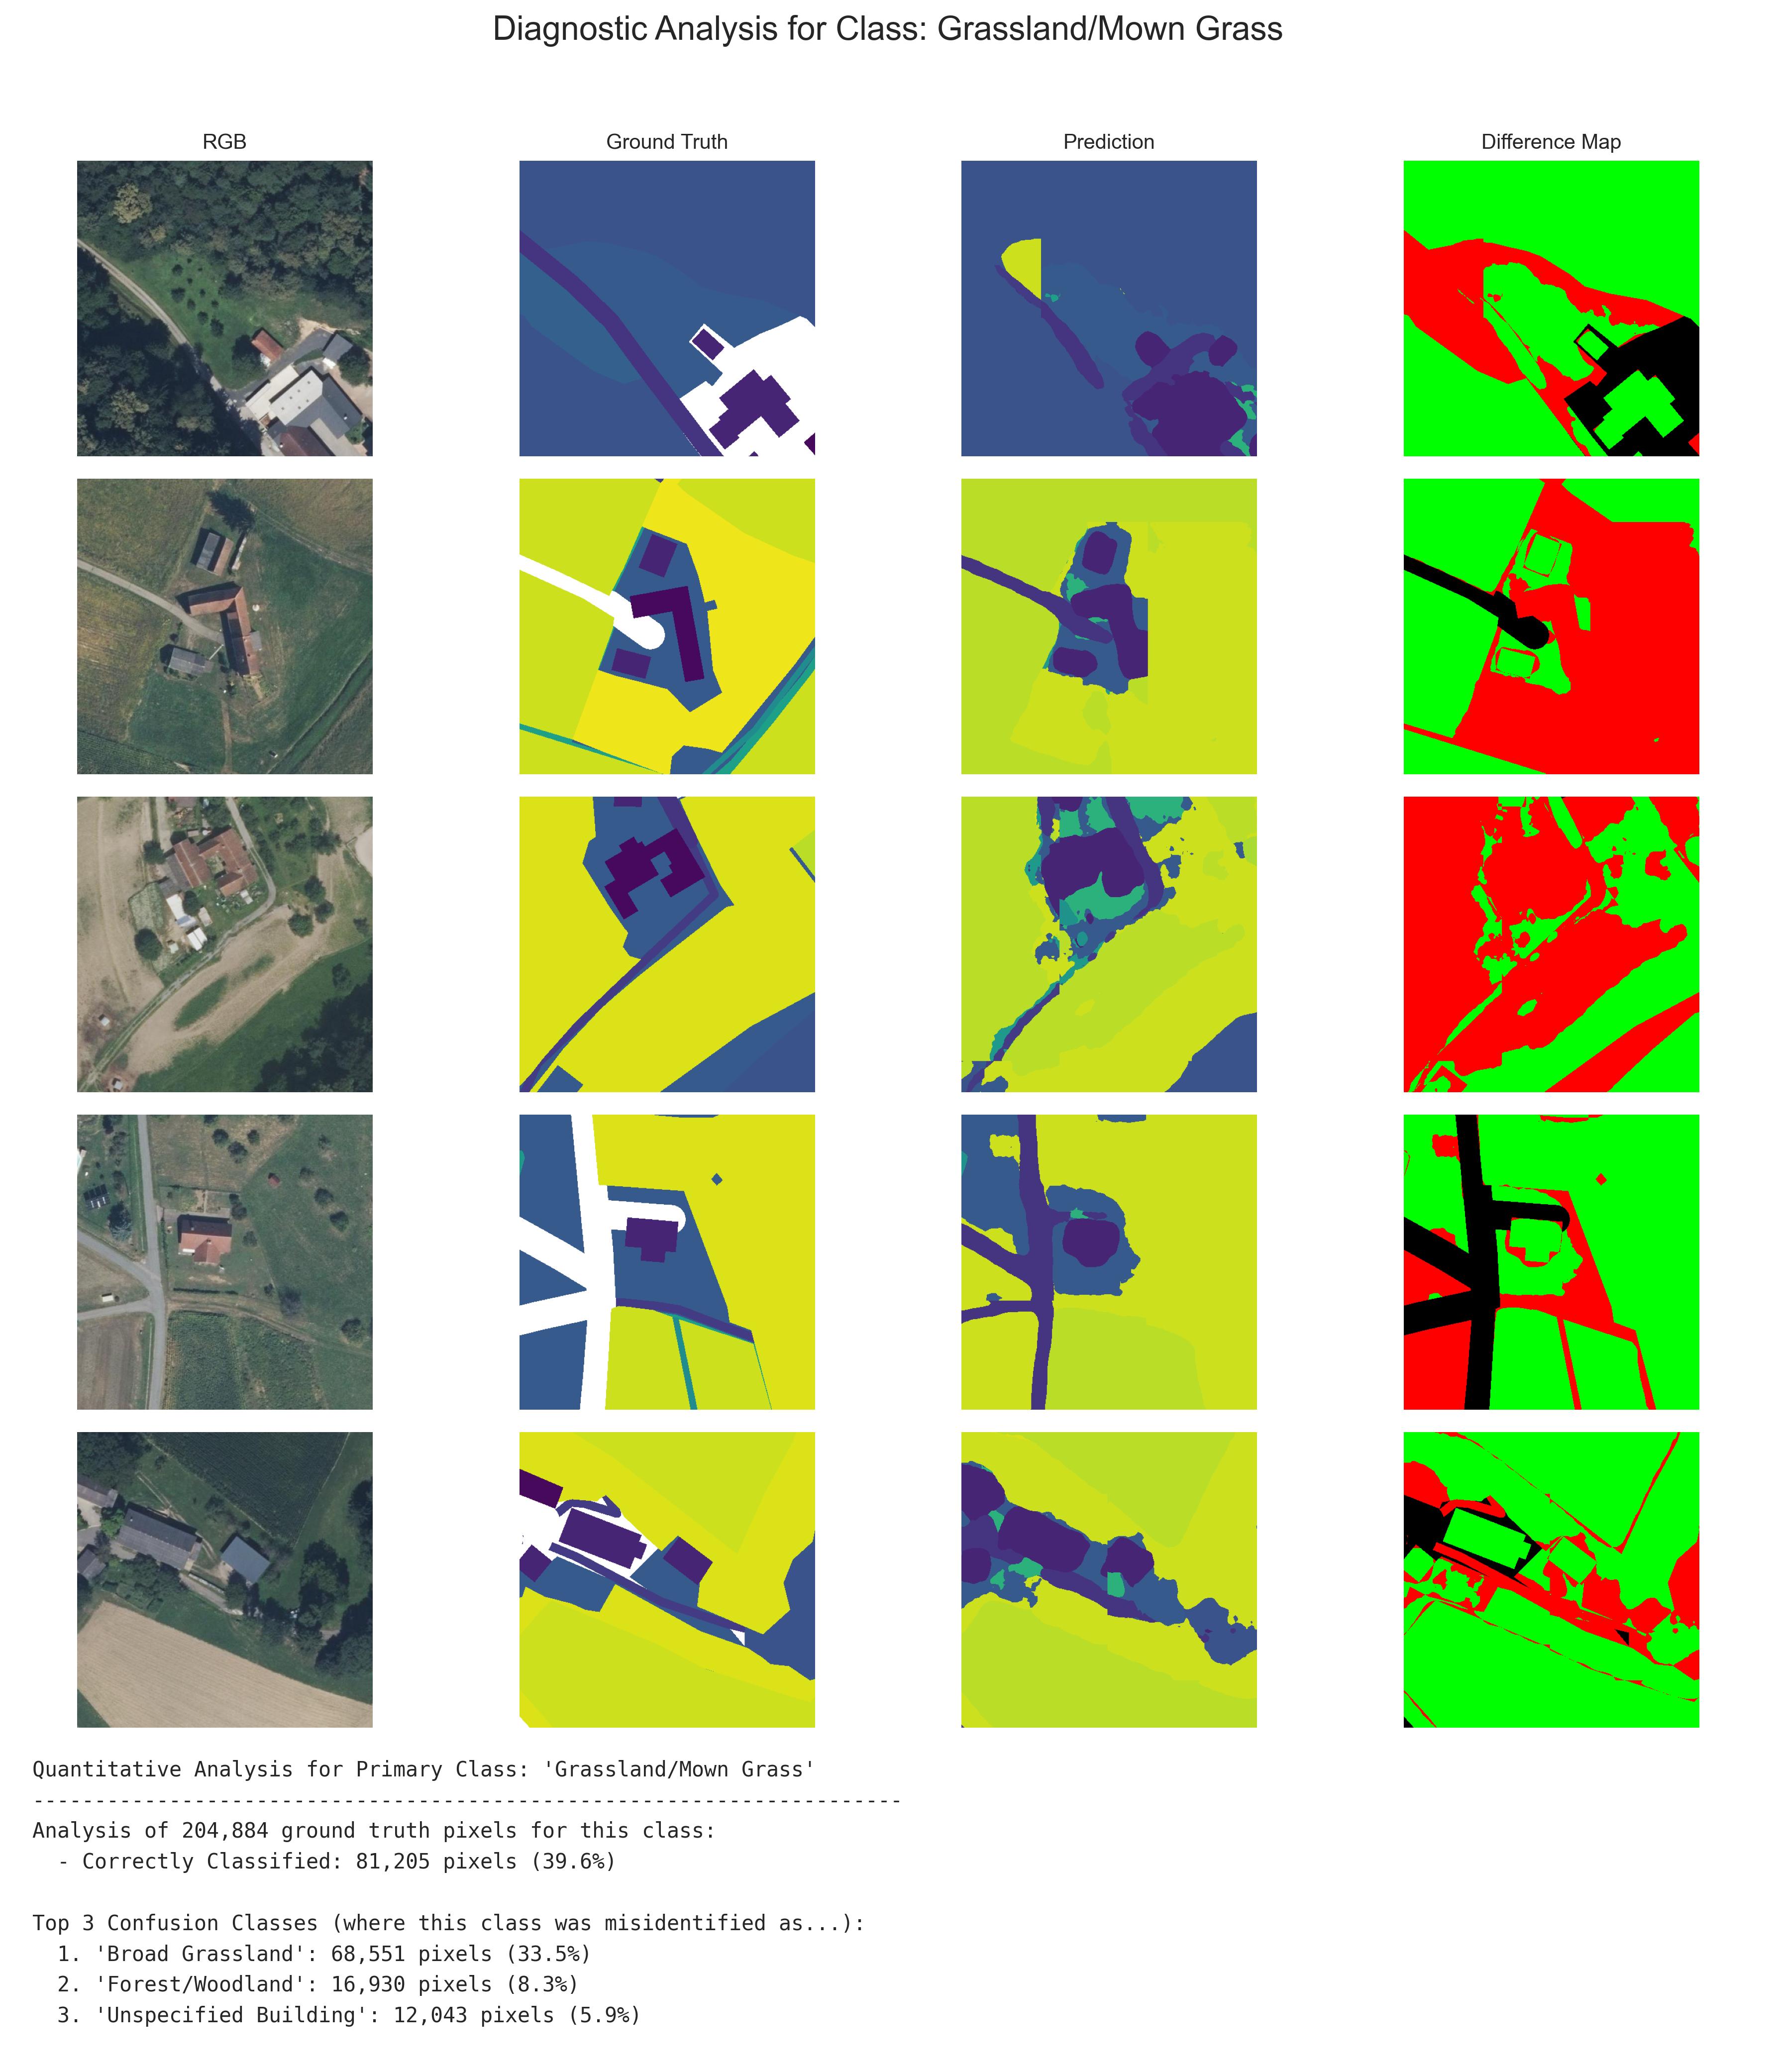 Diagnostic Analysis for Class: Grassland/Mown Grass
RGB
Ground Truth
Prediction
Difference Map
Quantitative Analysis for Primary Class: 'Grassland/Mown Grass'
----------------------------------------------------------------------
Analysis of 204,884 ground truth pixels for this class:
- Correctly Classified: 81,205 pixels (39.6%)
Top 3 Confusion Classes (where this class was misidentified as...):
1. 'Broad Grassland': 68,551 pixels (33.5%)
2. 'Forest/Woodland': 16,930 pixels (8.3%)
3. 'Unspecified Building': 12,043 pixels (5.9%)